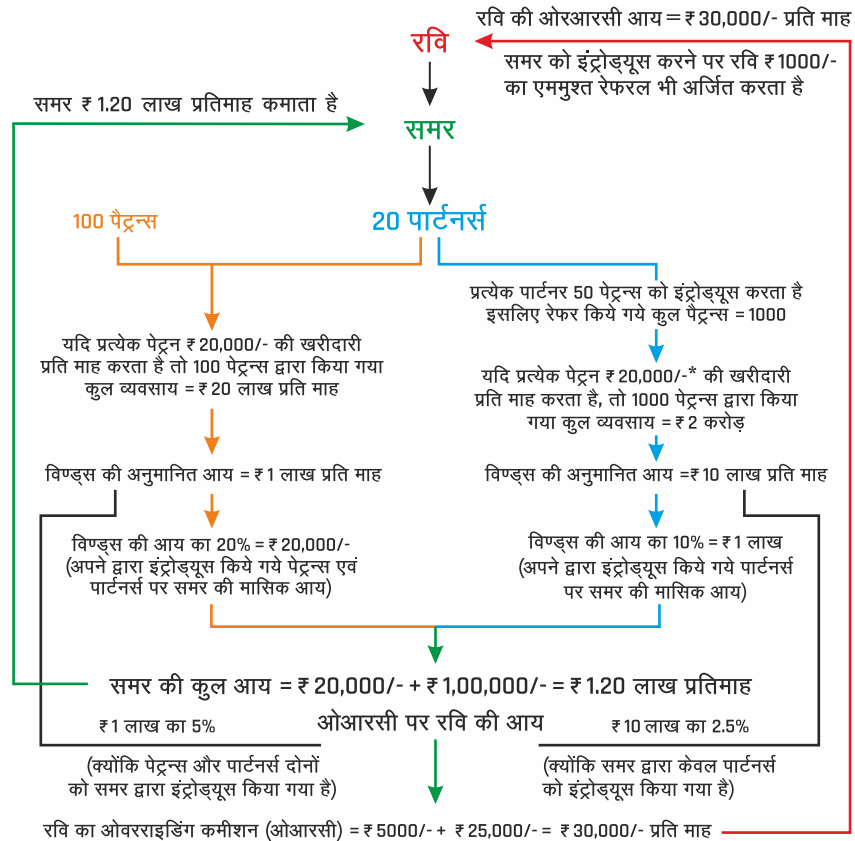 रवि की ओरआरसी आय = ₹ 30,000/- प्रति माह
रवि
समर को इंट्रोड्यूस करने पर रवि ₹ 1000/-
का एममुश्त रेफरल भी अर्जित करता है
समर ₹ 1.20 लाख प्रतिमाह कमाता है
समर
100 पैट्रन्स
20 पार्टनर्स
प्रत्येक पार्टनर 50 पेट्रन्स को इंट्रोड्यूस करता है
इसलिए रेफर किये गये कुल पैट्रन्स = 1000
यदि प्रत्येक पेट्रन ₹ 20,000/- की खरीदारी
प्रति माह करता है तो 100 पेट्रन्स द्वारा किया गया
कुल व्यवसाय = ₹ 20 लाख प्रति माह
यदि प्रत्येक पेट्रन ₹ 20,000/-* की खरीदारी
प्रति माह करता है, तो 1000 पेट्रन्स द्वारा किया
गया कुल व्यवसाय = ₹ 2 करोड़
विण्ड्स की अनुमानित आय = ₹ 1 लाख प्रति माह
विण्ड्स की अनुमानित आय =₹ 10 लाख प्रति माह
विण्ड्स की आय का 20% = ₹ 20,000/-
(अपने द्वारा इंट्रोड्यूस किये गये पेट्रन्स एवं
पार्टनर्स पर समर की मासिक आय)
विण्ड्स की आय का 10% = ₹ 1 लाख
(अपने द्वारा इंट्रोड्यूस किये गये पार्टनर्स
पर समर की मासिक आय)
समर की कुल आय = ₹ 20,000/- + ₹ 1,00,000/- = ₹ 1.20 लाख प्रतिमाह
ओआरसी पर रवि की आय
₹ 1 लाख का 5%
₹ 10 लाख का 2.5%
(क्योंकि पेट्रन्स और पार्टनर्स दोनों
को समर द्वारा इंट्रोड्यूस किया गया है)
(क्योंकि समर द्वारा केवल पार्टनर्स
को इंट्रोड्यूस किया गया है)
रवि का ओवरराइडिंग कमीशन (ओआरसी) = ₹ 5000/- + ₹ 25,000/- = ₹ 30,000/- प्रति माह